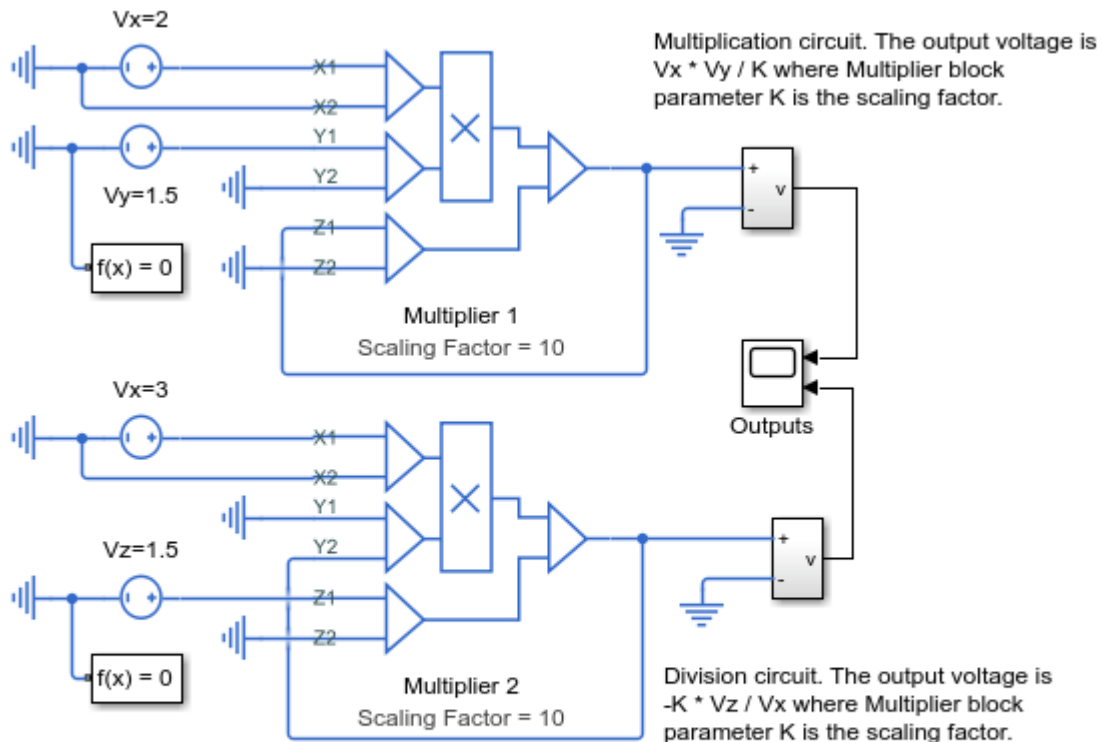 Vx=2
Multiplication circuit. The output voltage is
Vx * Vy / K where Multiplier block
parameter K is the scaling factor.
X1
X2
Y1
Y2
Vy=1.5
Z1
Z2
f(x) = 0
+
-
v
Multiplier 1
Scaling Factor = 10
Vx=3
Outputs
X1
X2
Y1
Y2
Vz=1.5
Z1
Z2
f(x) = 0
+
-
v
Multiplier 2
Scaling Factor = 10
Division circuit. The output voltage is
-K * Vz / Vx where Multiplier block
parameter K is the scaling factor.